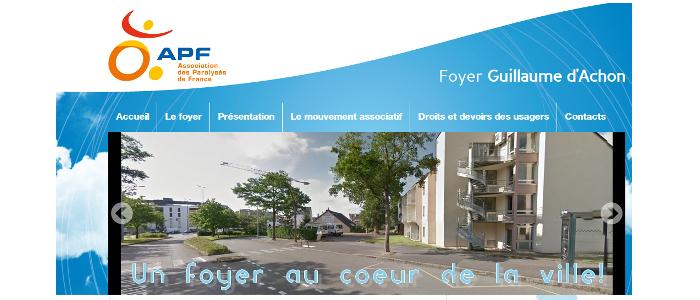 APF
Association
des Paralysés
de France
Foyer Guillaume d'Achon
Accueil Le foyer Présentation Le mouvement associatif Droits et devoirs des usagers Contacts
Un foyer au coeur de la ville!